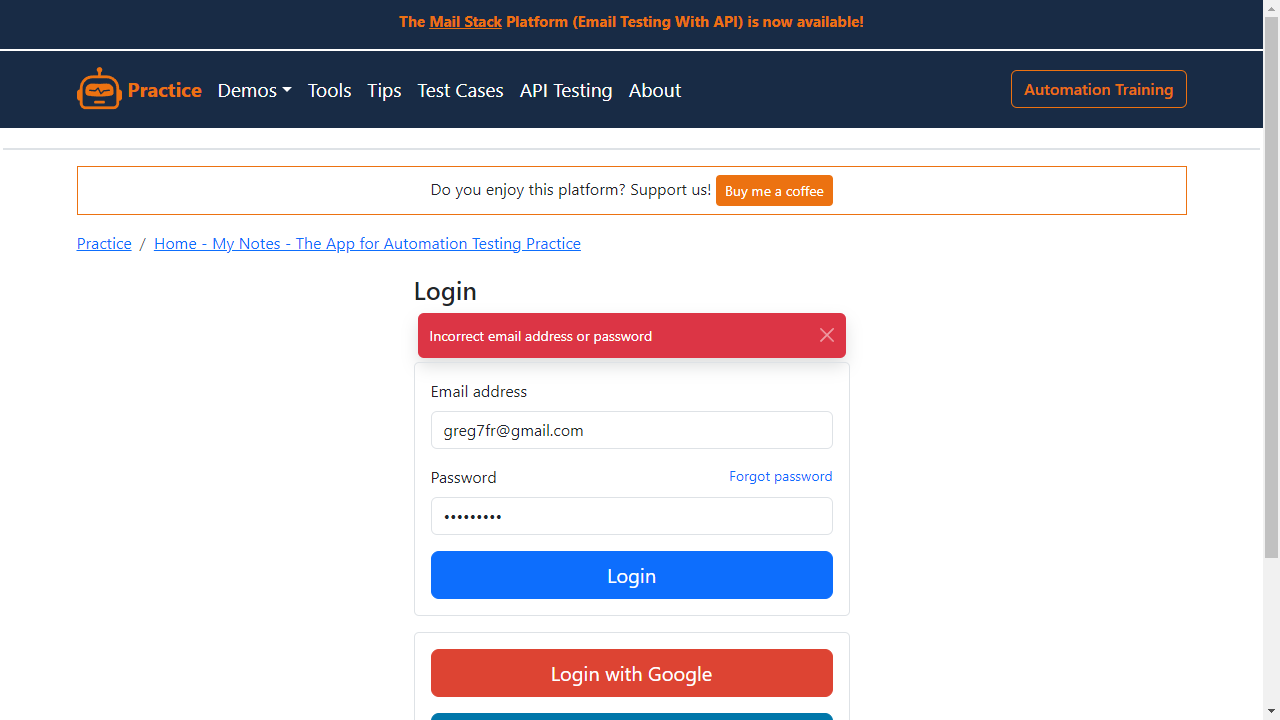 The Mail Stack Platform (Email Testing With API) is now available!
Practice Demos Tools Tips Test Cases API Testing About Automation Training
Do you enjoy this platform? Support us! Buy me a coffee
Practice / Home - My Notes - The App for Automation Testing Practice
Login
Incorrect email address or password
Email address
greg7fr@gmail.com
Password Forgot password
•••••••••
Login
Login with Google